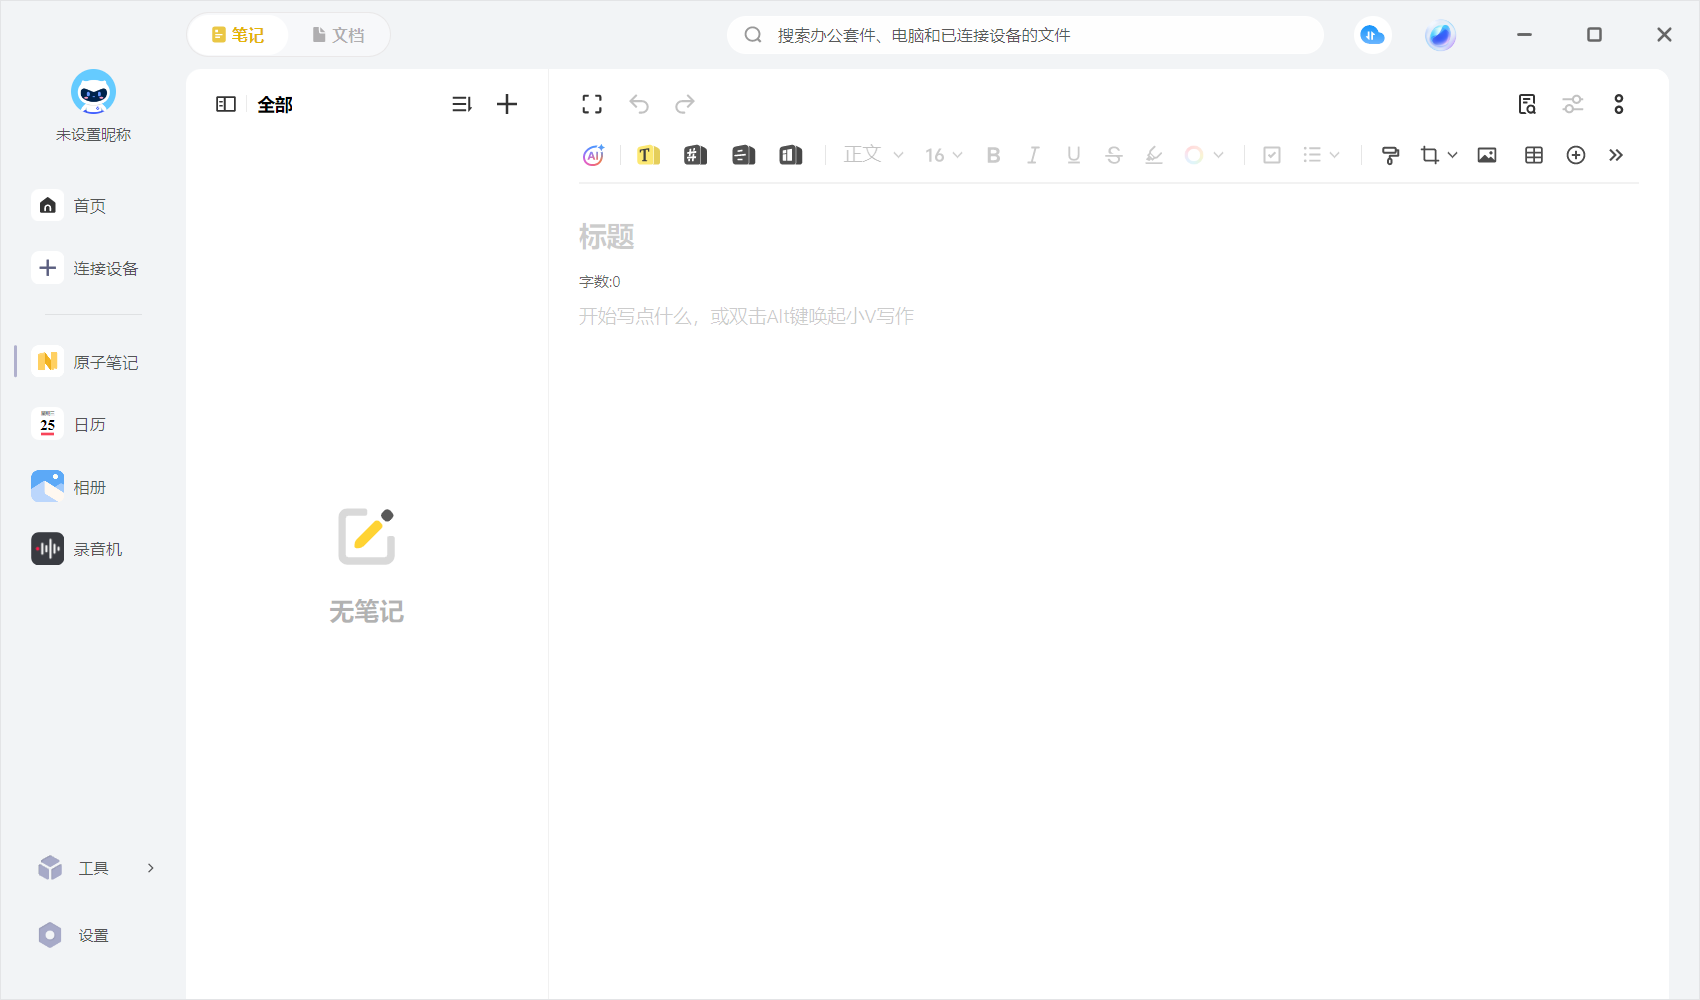 笔记
文档
搜索办公套件、电脑和已连接设备的文件
未设置昵称
首页
连接设备
原子笔记
25
日历
相册
录音机
工具
设置
全部
无笔记
AI
T
#
正文
16
B
I
U
S
标题
字数:0
开始写点什么，或双击Alt键唤起小V写作